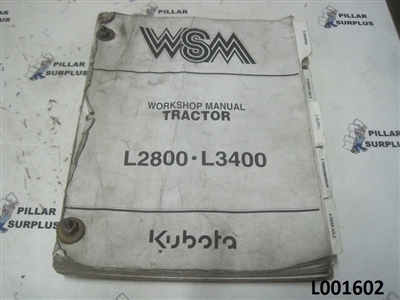 WSM
WORKSHOP MANUAL
TRACTOR
L2800 · L3400
Kubota
PILLAR
SURPLUS
PILLAR
SURPLUS
PILLAR
SURPLUS
PILLAR
SURPLUS
L001602